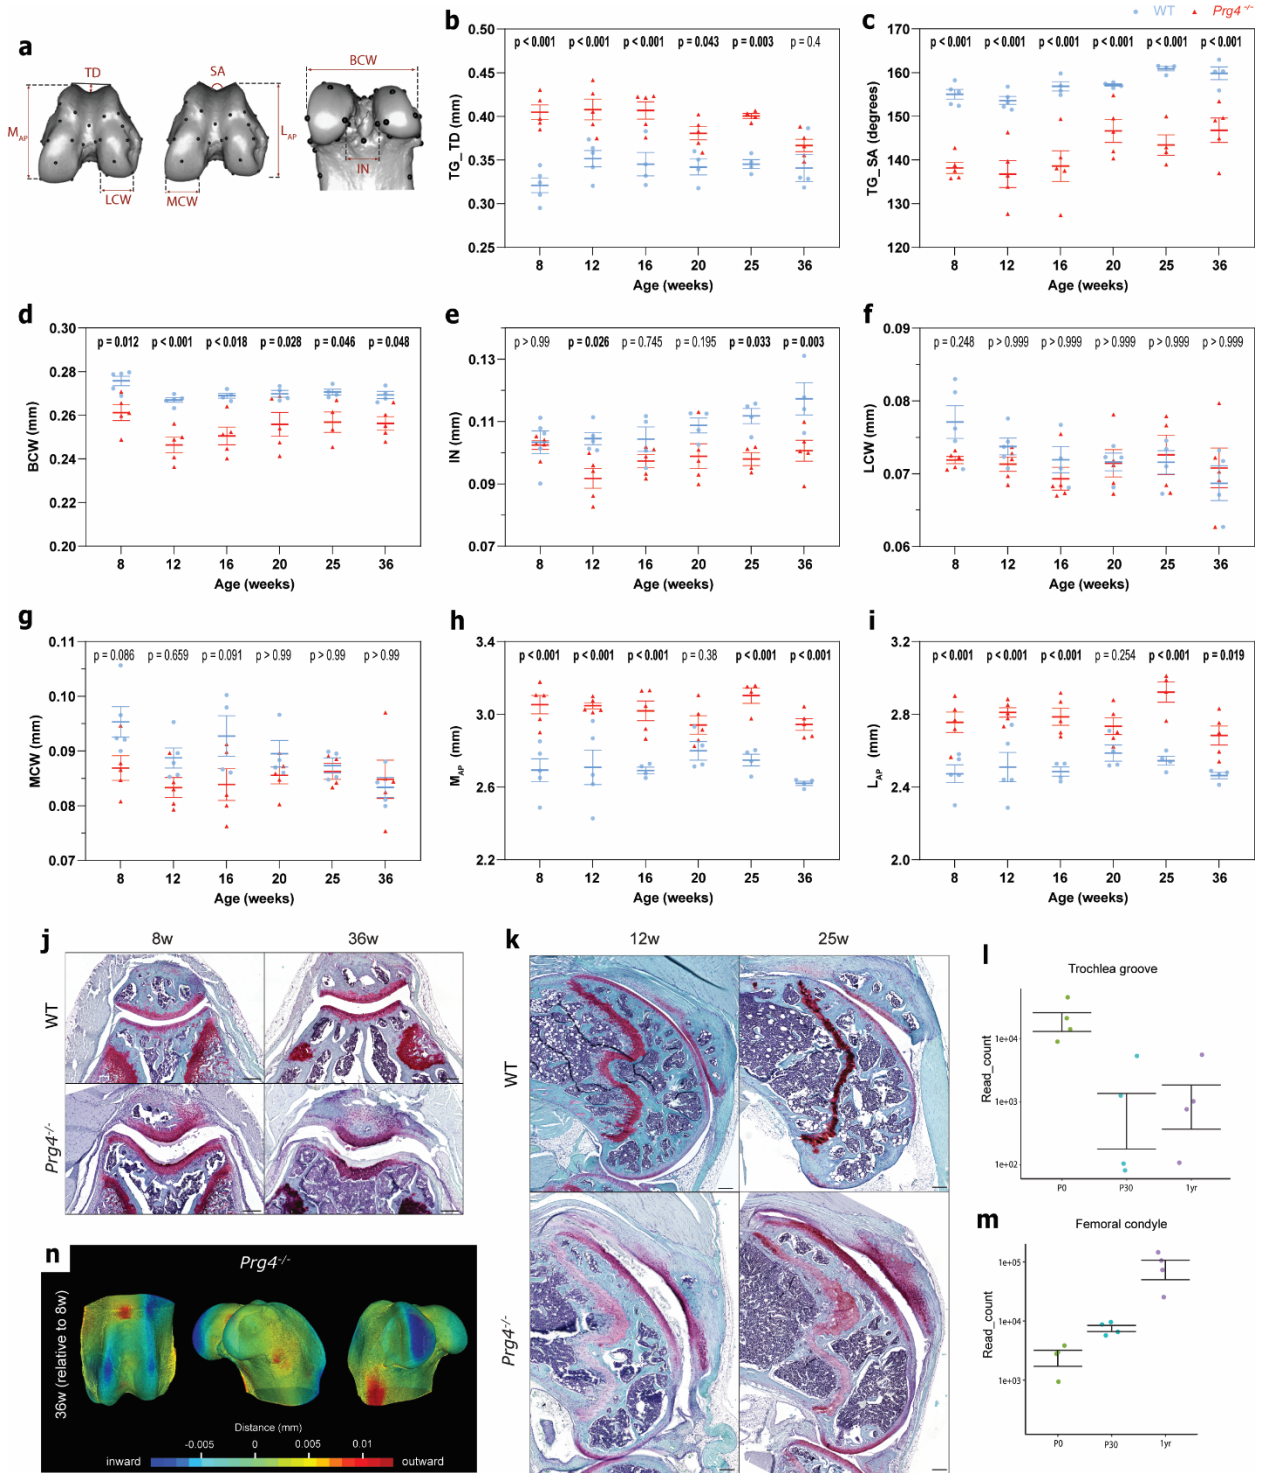 WT Prg4-/-
a
TD
SA
BCW
MAP
LAP
IN
LCW
MCW
b
p < 0.001 p < 0.001 p < 0.001 p = 0.043 p = 0.003 p = 0.4
TG_TD (mm)
0.50
0.45
0.40
0.35
0.30
0.25
8 12 16 20 25 36
Age (weeks)
c
p < 0.001 p < 0.001 p < 0.001 p < 0.001 p < 0.001 p < 0.001
TG_SA (degrees)
170
160
150
140
130
120
8 12 16 20 25 36
Age (weeks)
d
p = 0.012 p < 0.001 p < 0.018 p = 0.028 p = 0.046 p = 0.048
BCW (mm)
0.30
0.28
0.26
0.24
0.22
0.20
8 12 16 20 25 36
Age (weeks)
e
p > 0.99 p = 0.026 p = 0.745 p = 0.195 p = 0.033 p = 0.003
IN (mm)
0.13
0.11
0.09
0.07
8 12 16 20 25 36
Age (weeks)
f
p = 0.248 p > 0.999 p > 0.999 p > 0.999 p > 0.999 p > 0.999
LCW (mm)
0.09
0.08
0.07
0.06
8 12 16 20 25 36
Age (weeks)
g
p = 0.086 p = 0.659 p = 0.091 p > 0.99 p > 0.99 p > 0.99
MCW (mm)
0.11
0.10
0.09
0.08
0.07
8 12 16 20 25 36
Age (weeks)
h
p < 0.001 p < 0.001 p < 0.001 p = 0.38 p < 0.001 p < 0.001
MAP (mm)
3.4
3.0
2.6
2.2
8 12 16 20 25 36
Age (weeks)
i
p < 0.001 p < 0.001 p < 0.001 p = 0.254 p < 0.001 p = 0.019
LAP (mm)
3.2
2.8
2.4
2.0
8 12 16 20 25 36
Age (weeks)
j
8w 36w
WT
Prg4-/-
k
12w 25w
WT
Prg4-/-
l
Trochlea groove
Read_count
1e+04
1e+03
1e+02
P0 P30 1yr
m
Femoral condyle
Read_count
1e+05
1e+04
1e+03
P0 P30 1yr
n
Prg4-/-
36w (relative to 8w)
Distance (mm)
-0.005 0 0.005 0.01
inward outward